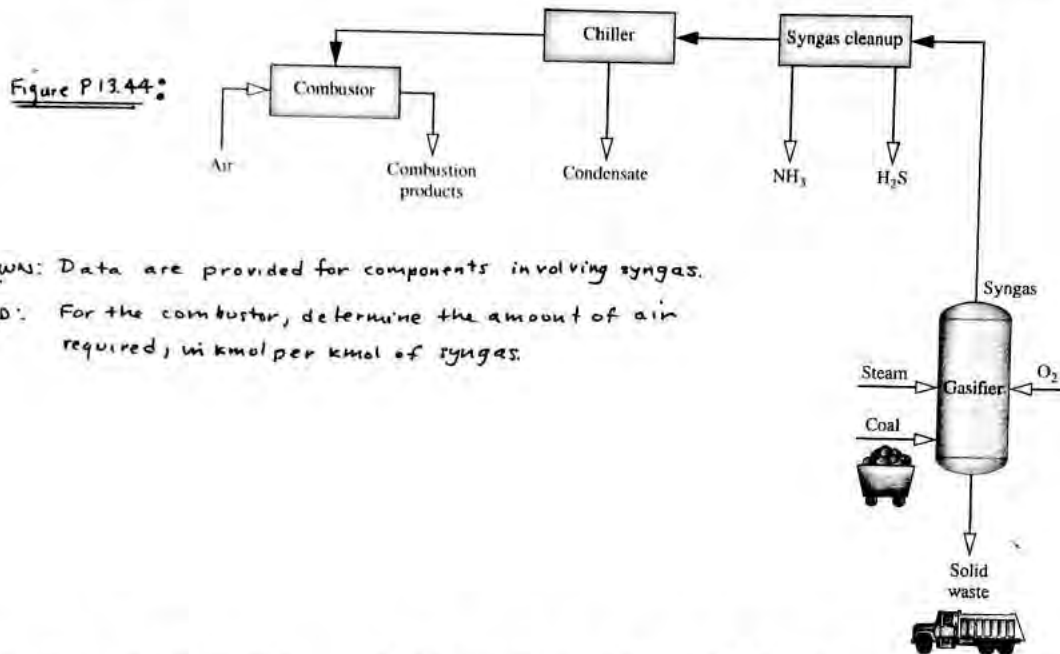 Chiller
Syngas cleanup
Figure P13.44:
Combustor
Air
Combustion
products
Condensate
NH₃
H₂S
WN: Data are provided for components involving syngas.
D: For the combustor, determine the amount of air
required, in kmol per kmol of syngas.
Syngas
Steam
Gasifier
O₂
Coal
Solid
waste